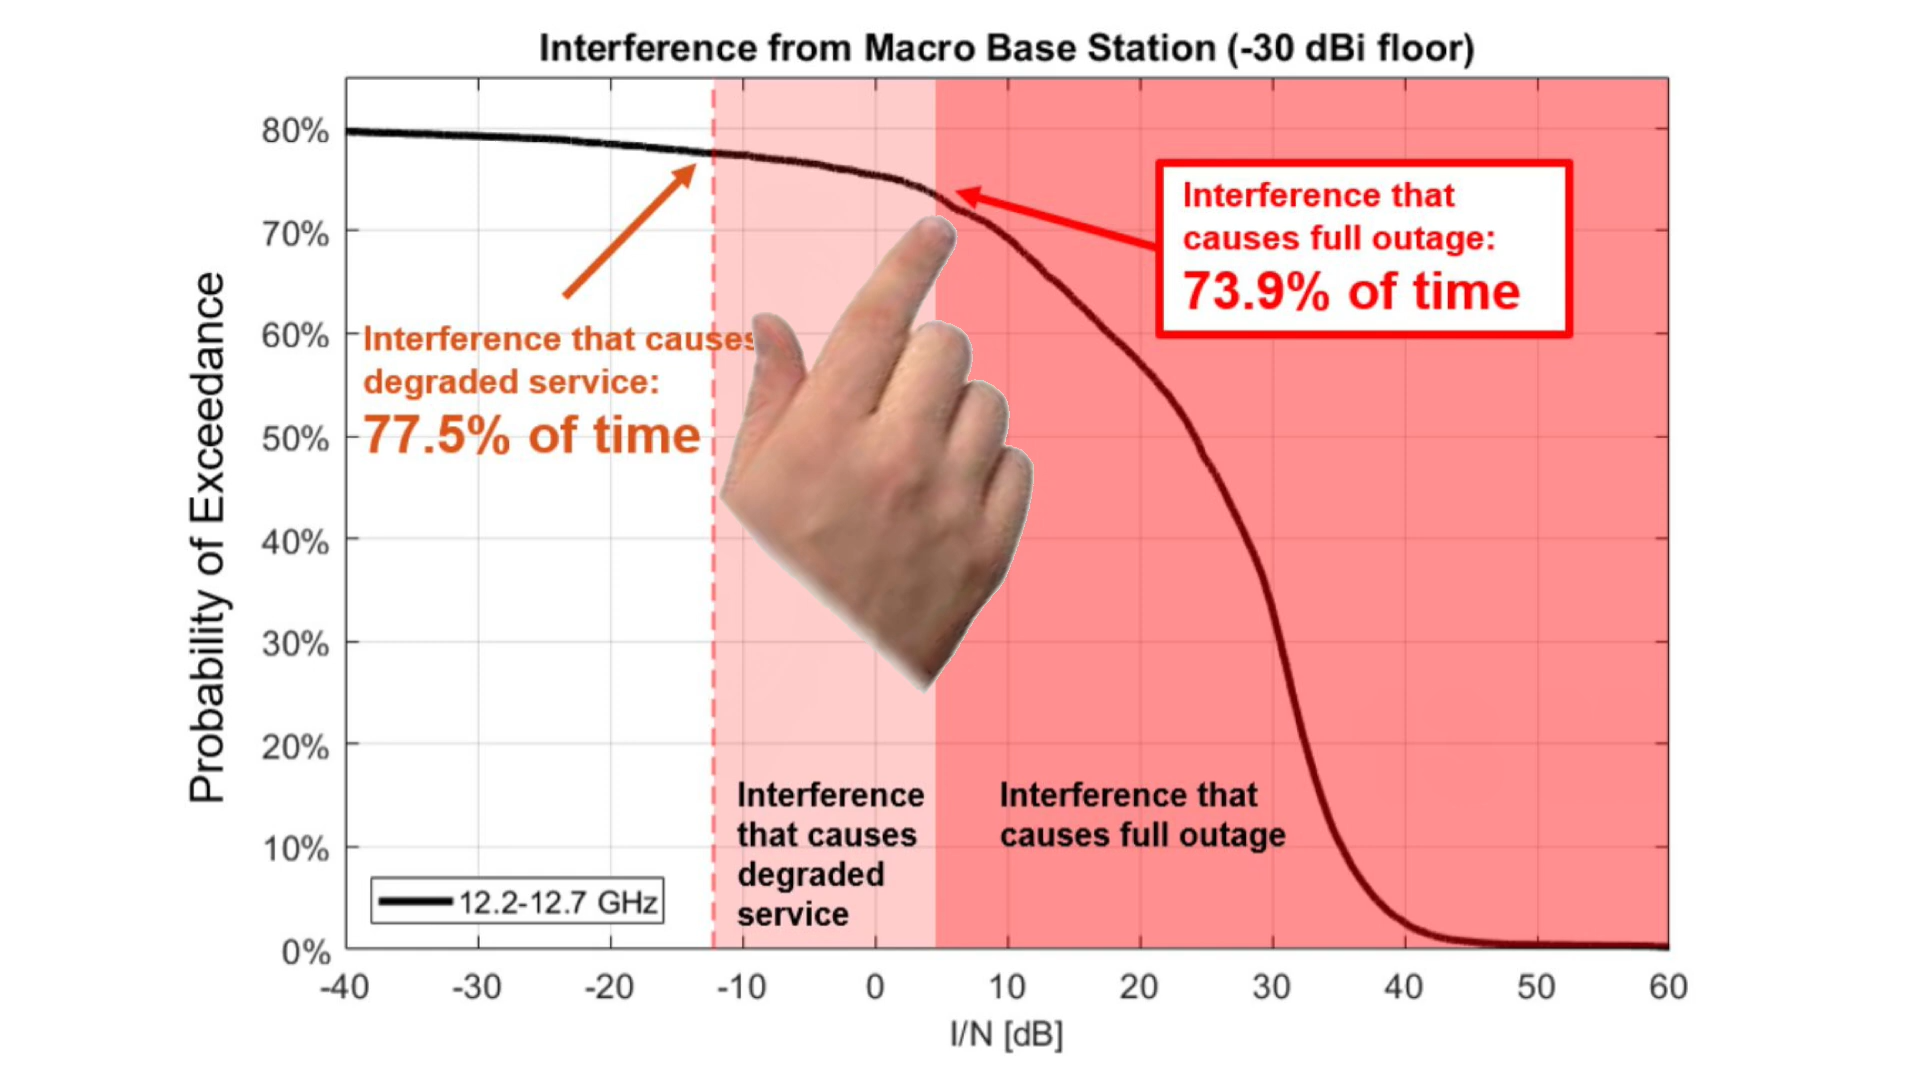 Interference from Macro Base Station (-30 dBi floor)
80%
70%
60%
50%
40%
30%
20%
10%
0%
Probability of Exceedance
Interference that causes
degraded service:
77.5% of time
Interference that
causes full outage:
73.9% of time
Interference
that causes
degraded
service
Interference that
causes full outage
12.2-12.7 GHz
-40 -30 -20 -10 0 10 20 30 40 50 60
I/N [dB]